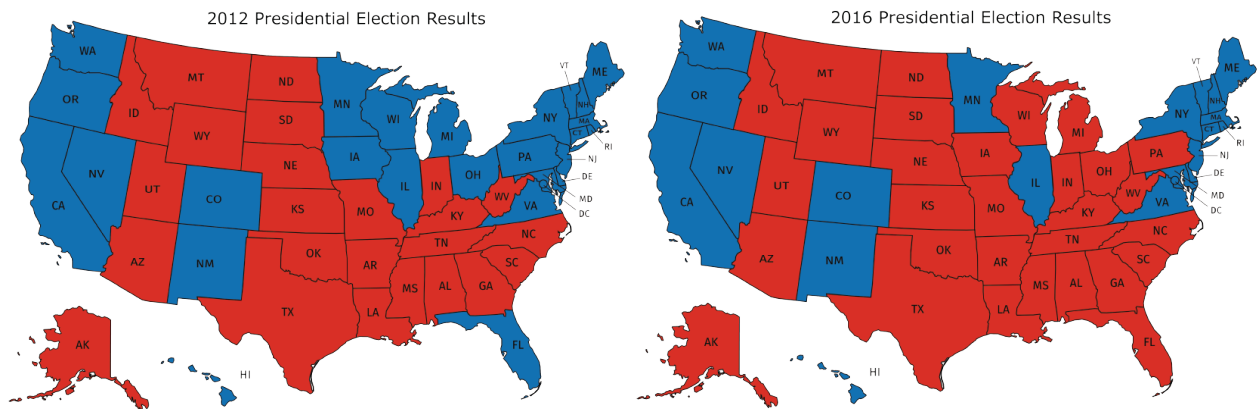 2012 Presidential Election Results
WA
MT
ND
MN
VT
ME
OR
ID
SD
WI
MI
NY
NH
MA
CT
RI
WY
IA
PA
NJ
NV
NE
IL
IN
OH
DE
UT
CO
WV
VA
MD
DC
CA
KS
MO
KY
AZ
NM
OK
AR
TN
NC
SC
TX
LA
MS
AL
GA
FL
AK
HI
2016 Presidential Election Results
WA
MT
ND
MN
VT
ME
OR
ID
SD
WI
MI
NY
NH
MA
CT
RI
WY
IA
PA
NJ
NV
NE
IL
IN
OH
DE
UT
CO
WV
VA
MD
DC
CA
KS
MO
KY
AZ
NM
OK
AR
TN
NC
SC
TX
LA
MS
AL
GA
FL
AK
HI